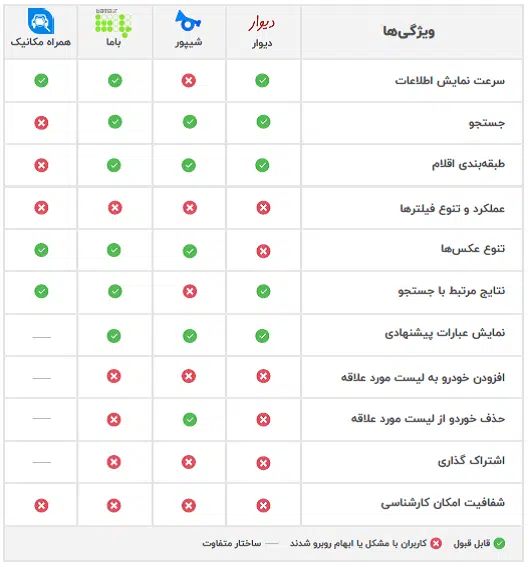 ویژگی‌ها
دیوار
دیوار
شیپور
باما
همراه مکانیک
سرعت نمایش اطلاعات
جستجو
طبقه‌بندی اقلام
عملکرد و تنوع فیلترها
تنوع عکس‌ها
نتایج مرتبط با جستجو
نمایش عبارات پیشنهادی
افزودن خودرو به لیست مورد علاقه
حذف خوردو از لیست مورد علاقه
اشتراک گذاری
شفافیت امکان کارشناسی
قابل قبول کاربران با مشکل یا ابهام روبرو شدند ساختار متفاوت